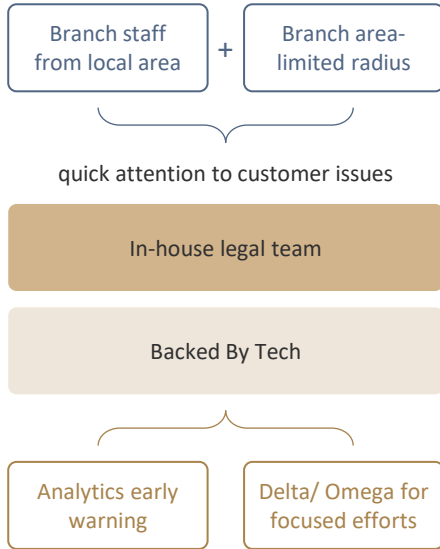 Branch staff
from local area
+
Branch area-
limited radius
quick attention to customer issues
In-house legal team
Backed By Tech
Analytics early
warning
Delta/ Omega for
focused efforts